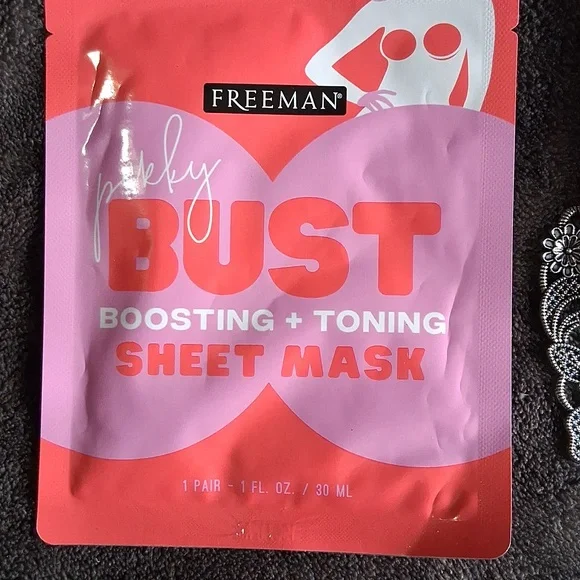 FREEMAN®
perky
BUST
BOOSTING + TONING
SHEET MASK
1 PAIR - 1 FL. OZ. / 30 ML